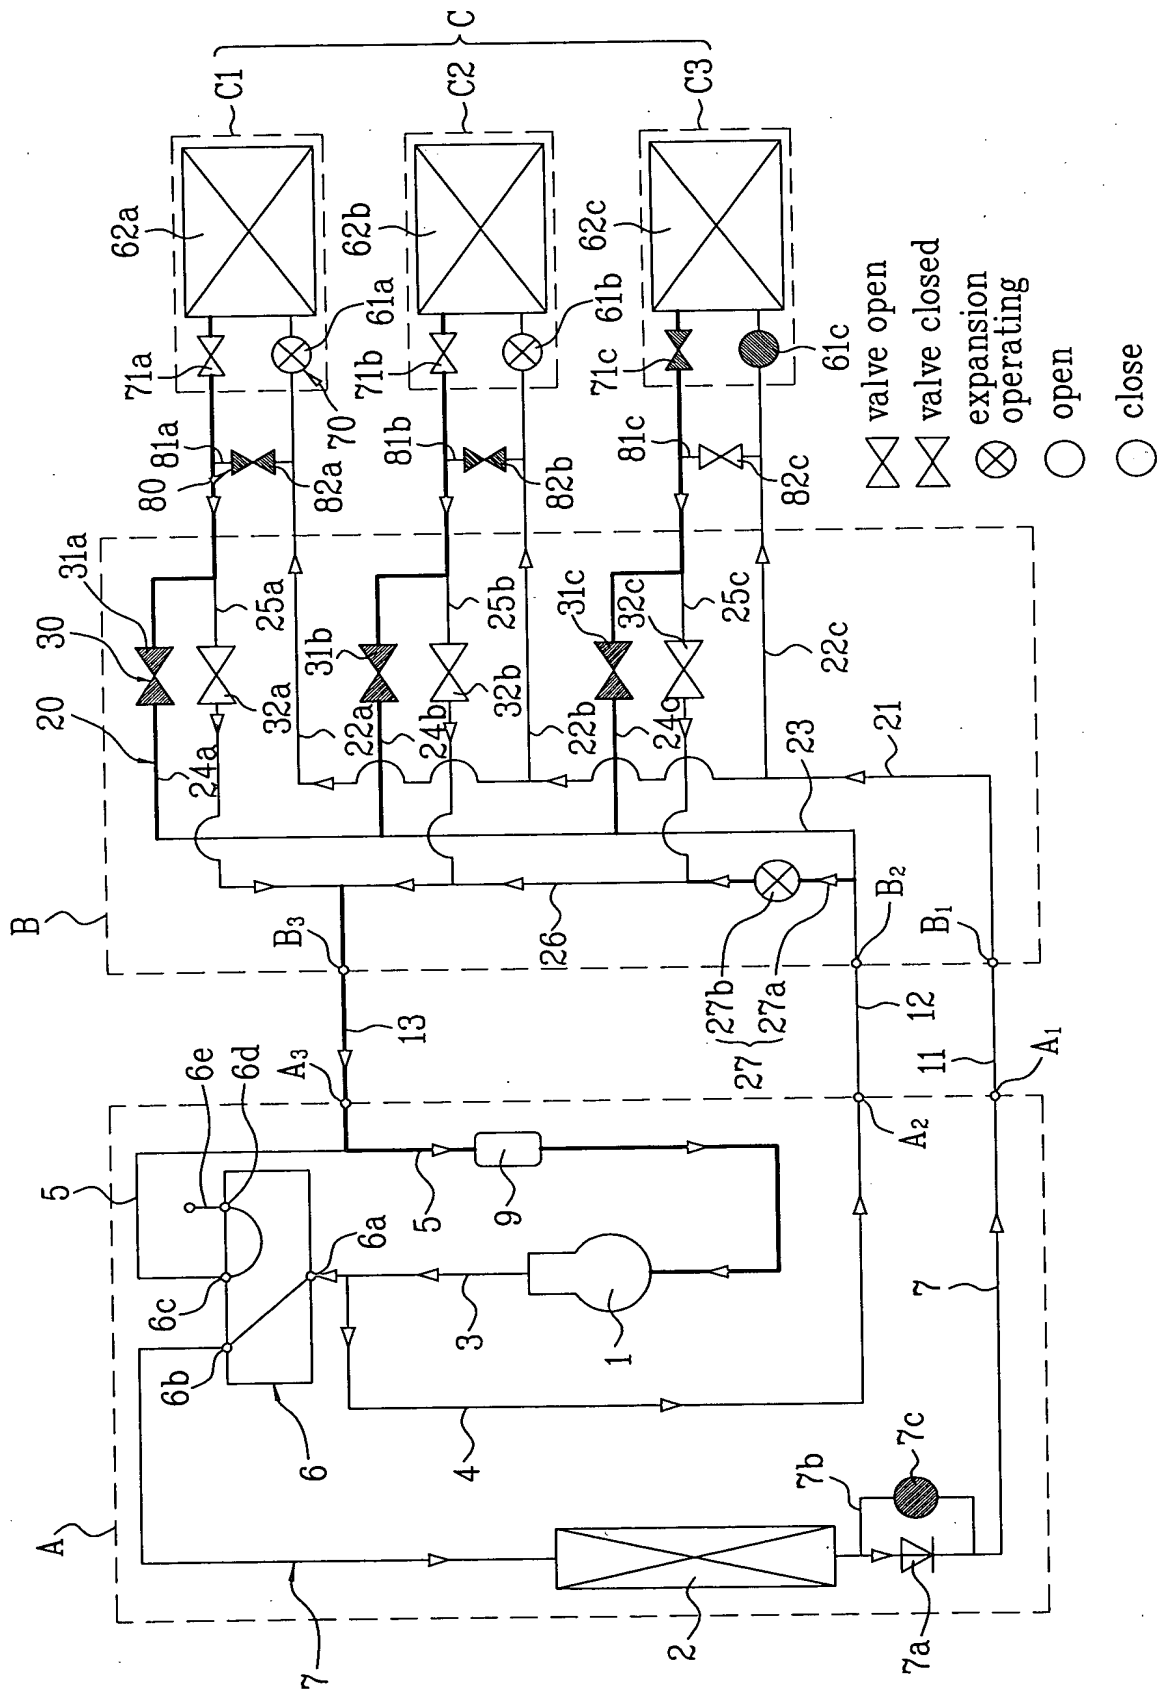 A
B
C
C1
C2
C3
62a
62b
62c
71a
61a
71b
61b
71c
61c
70
80
81a
82a
81b
82b
81c
82c
20
30
31a
24a
32a
25a
22a
31b
24b
32b
25b
22b
31c
24c
32c
25c
22c
21
23
26
27b
27a
27
B3
B2
B1
13
12
11
A3
A2
A1
5
6e
6d
6c
6b
6a
6
5
9
3
1
4
7
7
2
7a
7b
7c
valve open
valve closed
expansion
operating
open
close